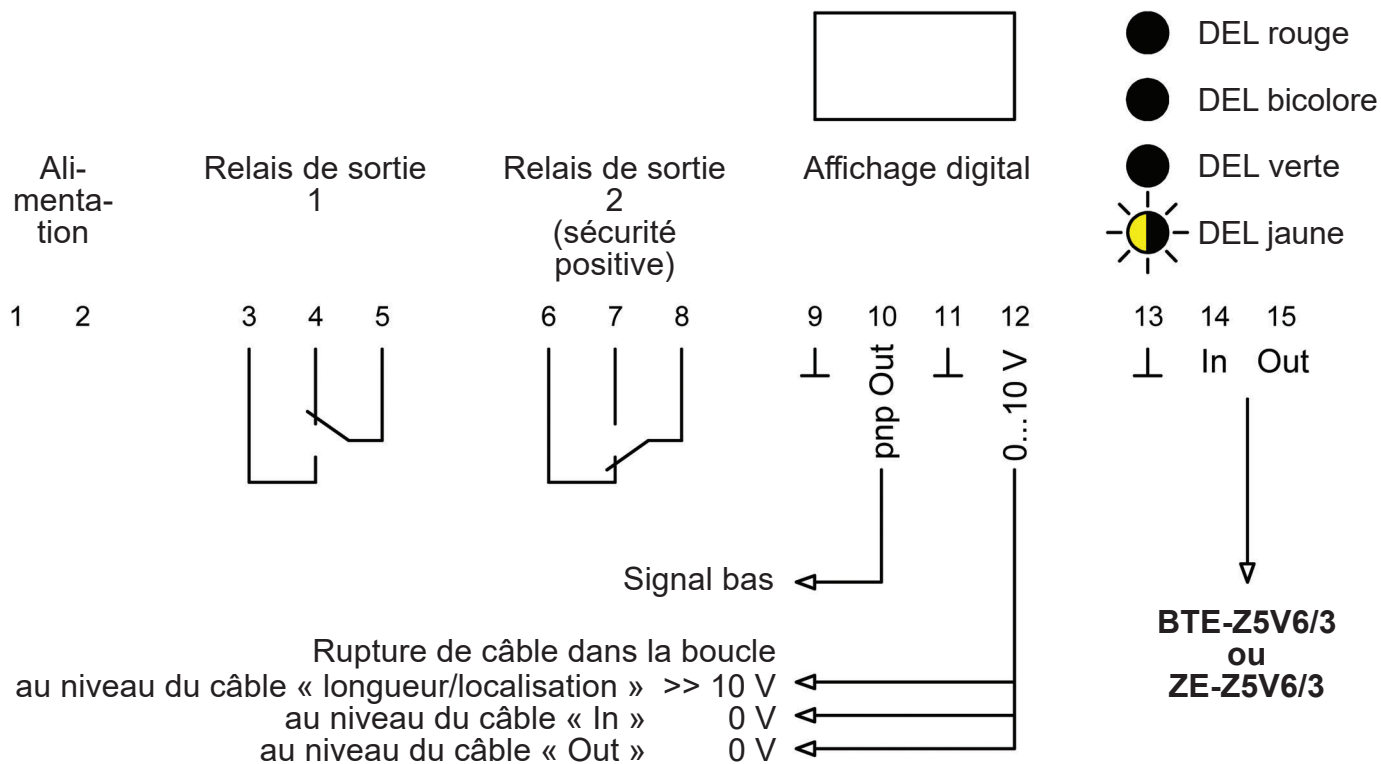 DEL rouge
DEL bicolore
DEL verte
DEL jaune
Ali-
menta-
tion
Relais de sortie
1
Relais de sortie
2
(sécurité
positive)
Affichage digital
1 2 3 4 5 6 7 8 9 10 11 12 13 14 15
pnp Out
0...10 V
In Out
Signal bas
Rupture de câble dans la boucle
au niveau du câble « longueur/localisation » >> 10 V
au niveau du câble « In » 0 V
au niveau du câble « Out » 0 V
BTE-Z5V6/3
ou
ZE-Z5V6/3